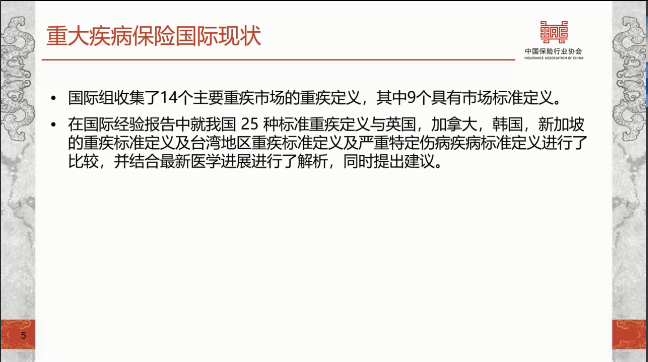 重大疾病保险国际现状
中国保险行业协会
INSURANCE ASSOCIATION OF CHINA
• 国际组收集了14个主要重疾市场的重疾定义，其中9个具有市场标准定义。
• 在国际经验报告中就我国 25 种标准重疾定义与英国，加拿大，韩国，新加坡
的重疾标准定义及台湾地区重疾标准定义及严重特定伤病疾病标准定义进行了
比较，并结合最新医学进展进行了解析，同时提出建议。
5